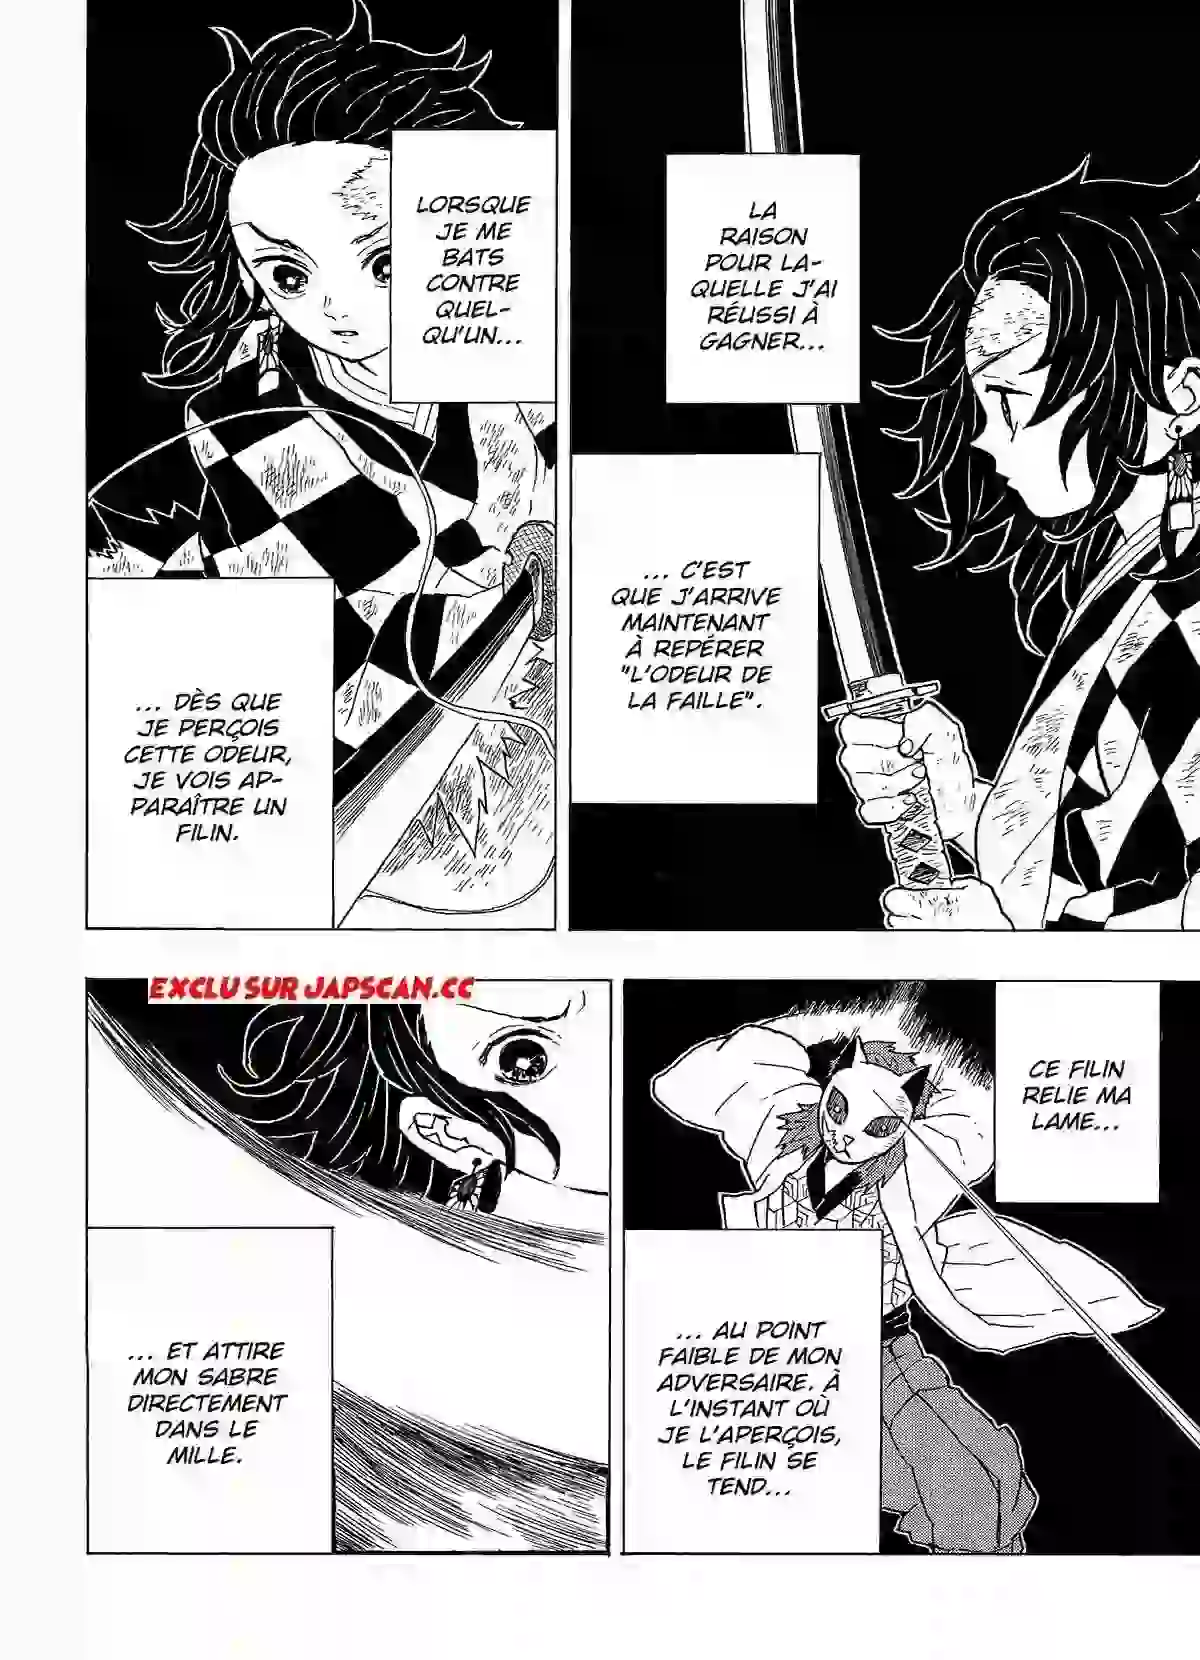 LA
RAISON
POUR LA-
QUELLE J'AI
RÉUSSI À
GAGNER...
... C'EST
QUE J'ARRIVE
MAINTENANT
À REPÉRER
"L'ODEUR DE
LA FAILLE".
LORSQUE
JE ME
BATS
CONTRE
QUEL-
QU'UN...
... DÈS QUE
JE PERÇOIS
CETTE ODEUR,
JE VOIS AP-
PARAÎTRE UN
FILIN.
CE FILIN
RELIE MA
LAME...
... AU POINT
FAIBLE DE MON
ADVERSAIRE. À
L'INSTANT OÙ
JE L'APERÇOIS,
LE FILIN SE
TEND...
EXCLU SUR JAPSCAN.CC
... ET ATTIRE
MON SABRE
DIRECTEMENT
DANS LE
MILLE.